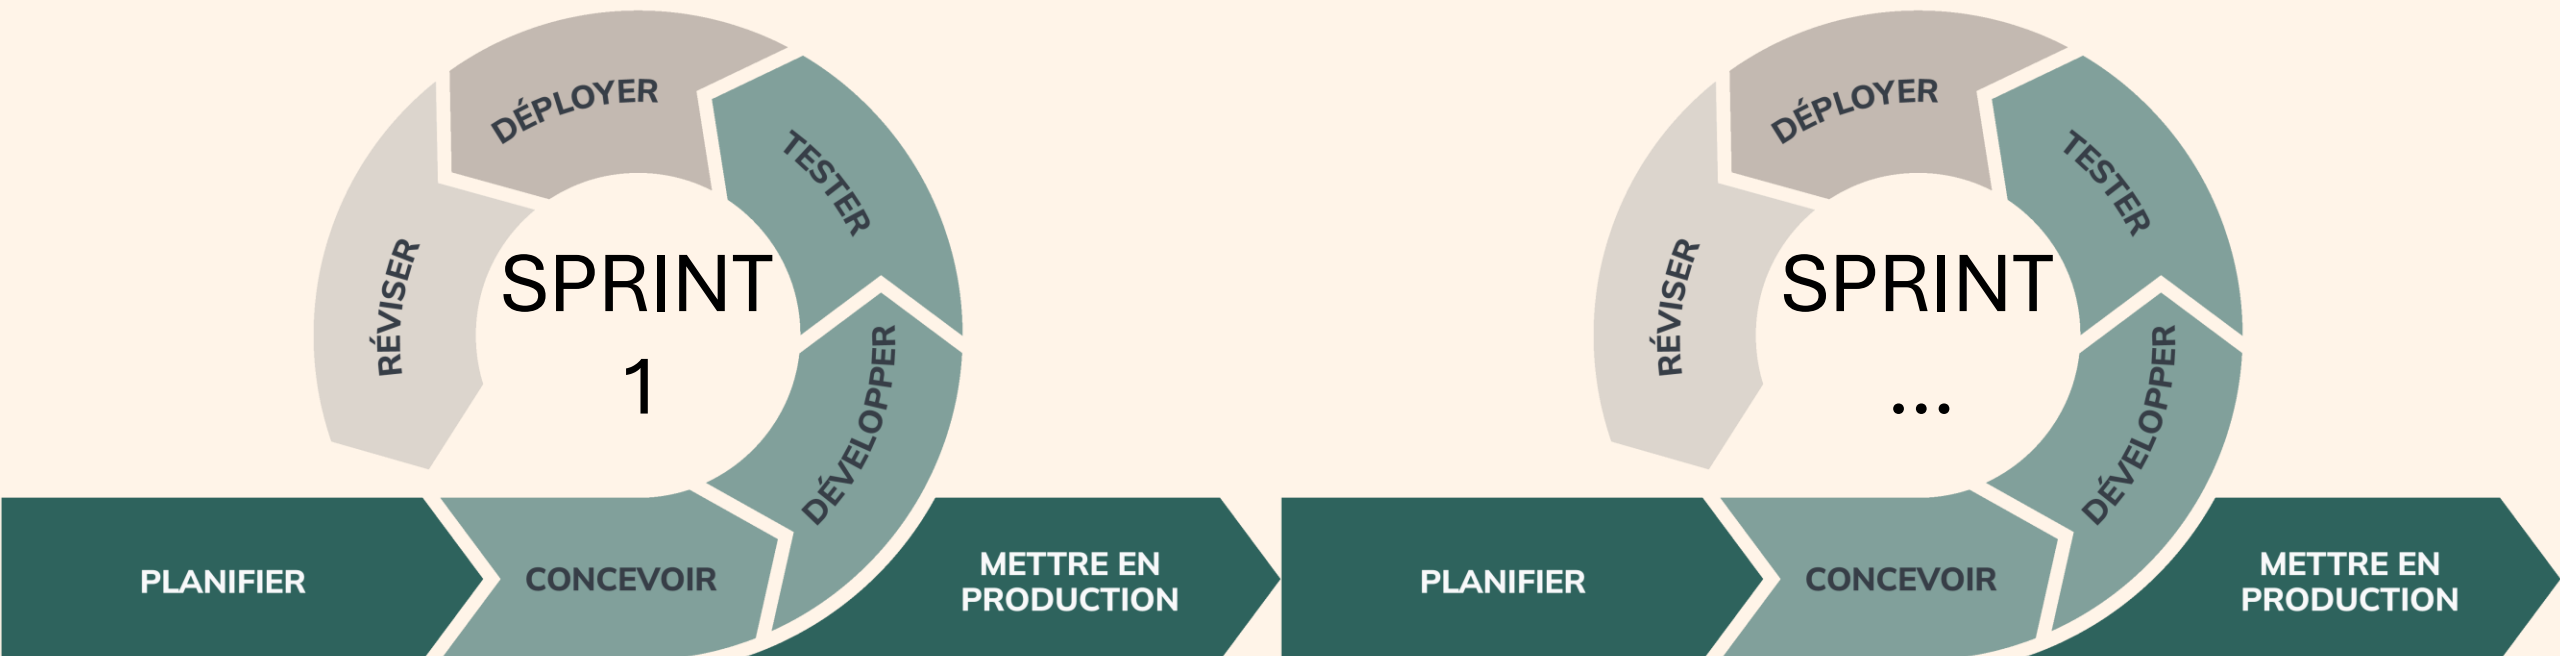 DÉPLOYER
TESTER
RÉVISER
SPRINT
1
DÉVELOPPER
PLANIFIER
CONCEVOIR
METTRE EN
PRODUCTION
DÉPLOYER
TESTER
RÉVISER
SPRINT
...
DÉVELOPPER
PLANIFIER
CONCEVOIR
METTRE EN
PRODUCTION